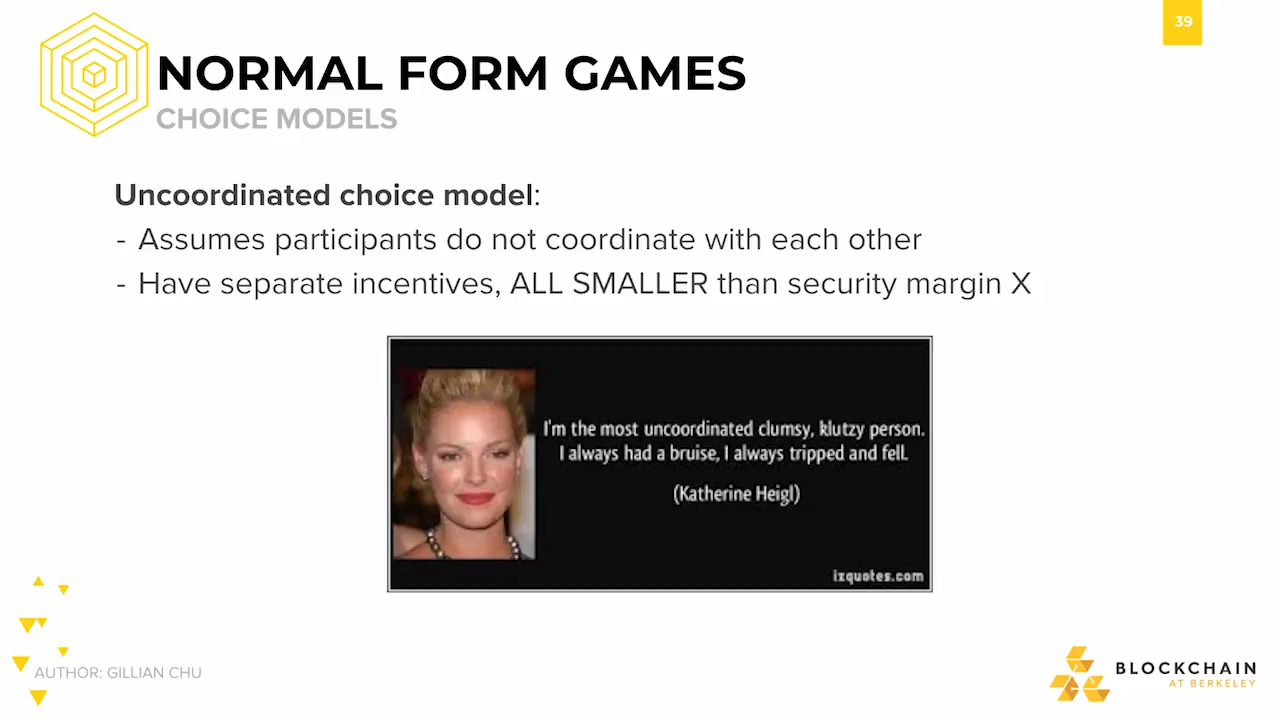 39
NORMAL FORM GAMES
CHOICE MODELS
Uncoordinated choice model:
- Assumes participants do not coordinate with each other
- Have separate incentives, ALL SMALLER than security margin X
I'm the most uncoordinated clumsy, klutzy person.
I always had a bruise, I always tripped and fell.
(Katherine Heigl)
izquotes.com
AUTHOR: GILLIAN CHU
BLOCKCHAIN
AT BERKELEY